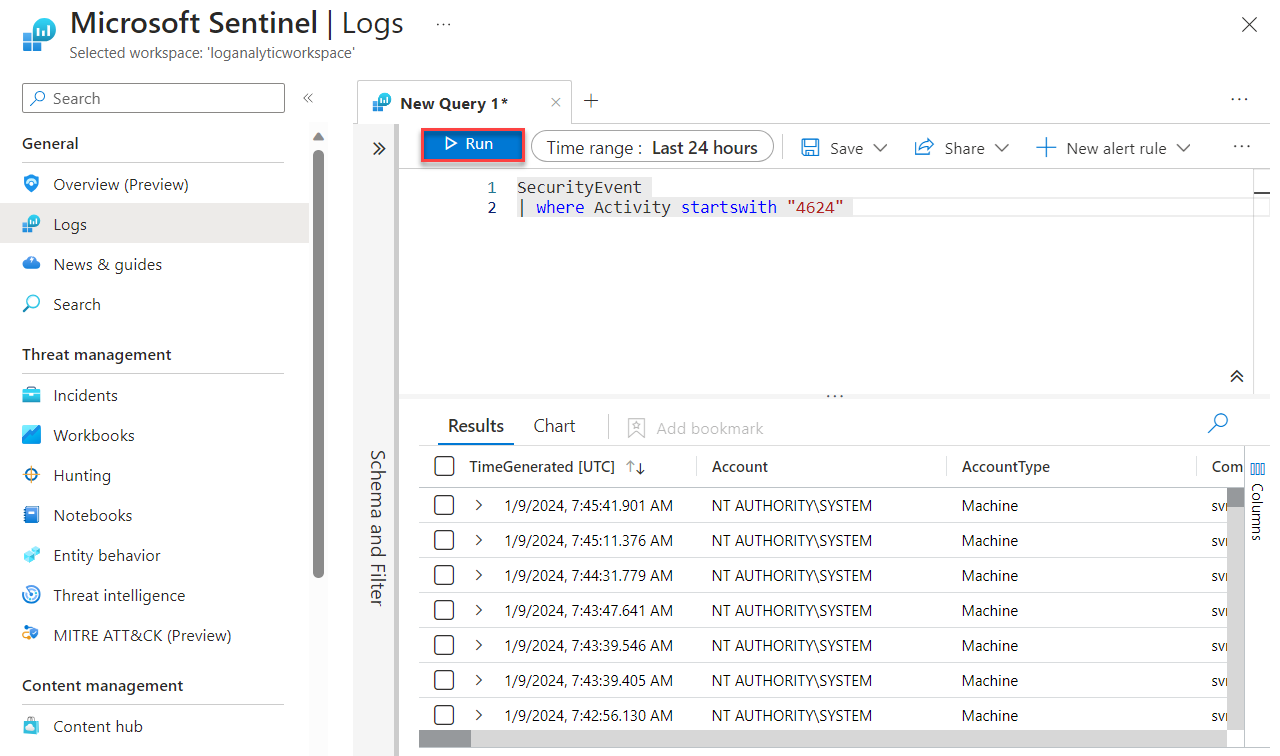 Microsoft Sentinel | Logs ...
Selected workspace: 'loganalyticworkspace'
Search
General
Overview (Preview)
Logs
News & guides
Search
Threat management
Incidents
Workbooks
Hunting
Notebooks
Entity behavior
Threat intelligence
MITRE ATT&CK (Preview)
Content management
Content hub
New Query 1*
Run
Time range : Last 24 hours
Save
Share
New alert rule
1 SecurityEvent
2 | where Activity startswith "4624"
Schema and Filter
Results Chart Add bookmark
TimeGenerated [UTC] Account AccountType Com
1/9/2024, 7:45:41.901 AM NT AUTHORITY\SYSTEM Machine
1/9/2024, 7:45:11.376 AM NT AUTHORITY\SYSTEM Machine
1/9/2024, 7:44:31.779 AM NT AUTHORITY\SYSTEM Machine
1/9/2024, 7:43:47.641 AM NT AUTHORITY\SYSTEM Machine
1/9/2024, 7:43:39.546 AM NT AUTHORITY\SYSTEM Machine
1/9/2024, 7:43:39.405 AM NT AUTHORITY\SYSTEM Machine
1/9/2024, 7:42:56.130 AM NT AUTHORITY\SYSTEM Machine
Columns